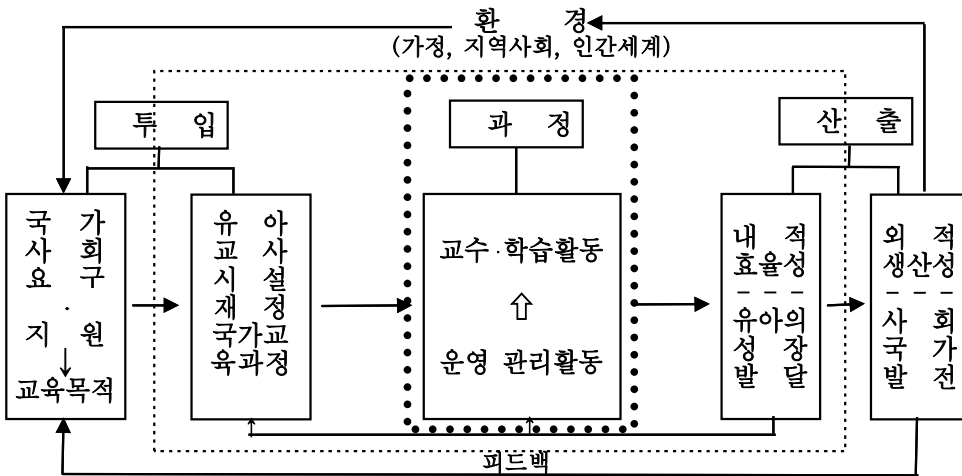 환 경
(가정, 지역사회, 인간세계)
투 입
과 정
산 출
국 가
사 회
요 구
·
지 원
교육목적
유 아
교 사
시 설
재 정
국가교
육과정
교수·학습활동
운영 관리활동
내 적
효율성
유아의
성 장
발 달
외 적
생산성
사 회
국 가
발 전
피드백